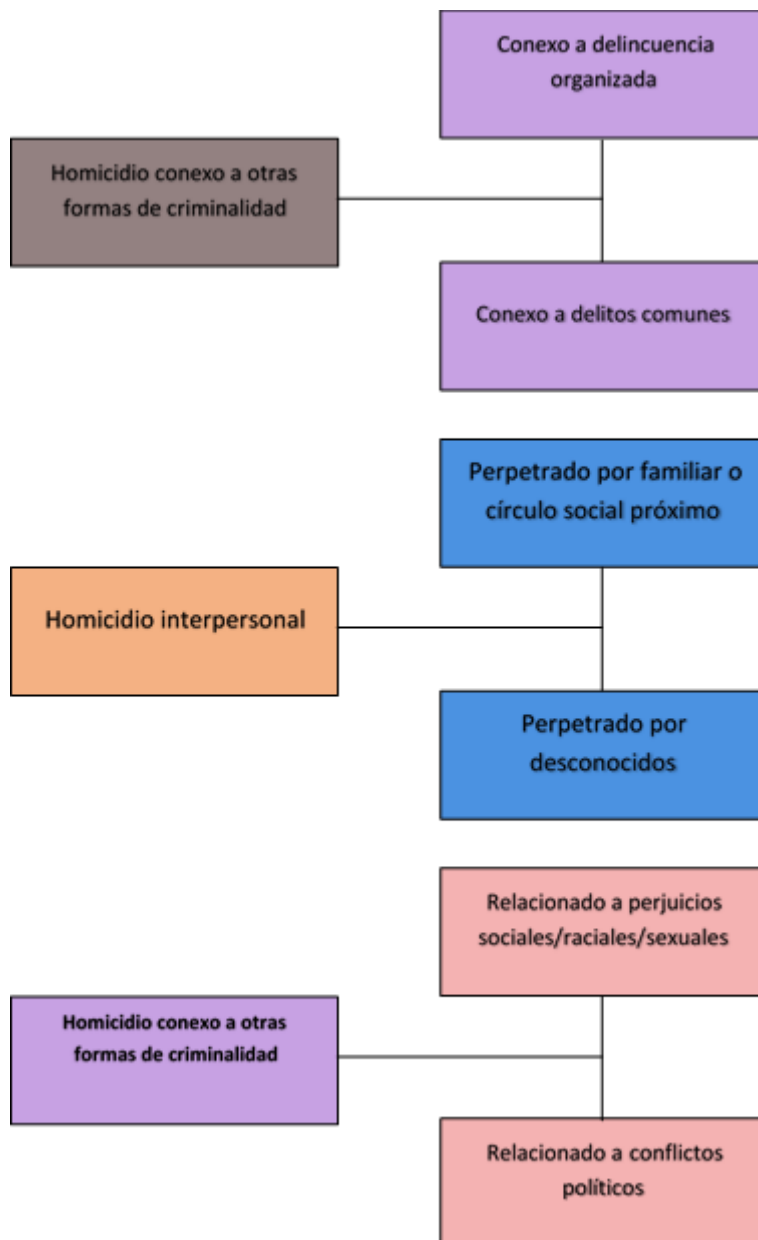 Conexo a delincuencia
organizada
Homicidio conexo a otras
formas de criminalidad
Conexo a delitos comunes
Perpetrado por familiar o
círculo social próximo
Homicidio interpersonal
Perpetrado por
desconocidos
Relacionado a perjuicios
sociales/raciales/sexuales
Homicidio conexo a otras
formas de criminalidad
Relacionado a conflictos
políticos